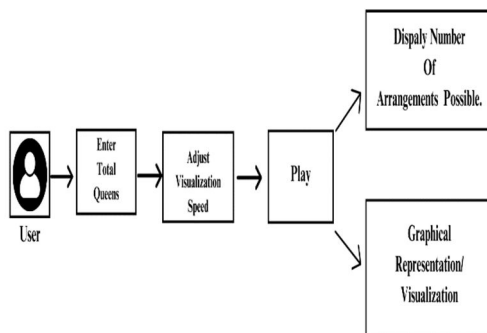 User
Enter
Total
Queens
Adjust
Visualization
Speed
Play
Dispaly Number
Of
Arrangements Possible.
Graphical
Representation/
Visualization